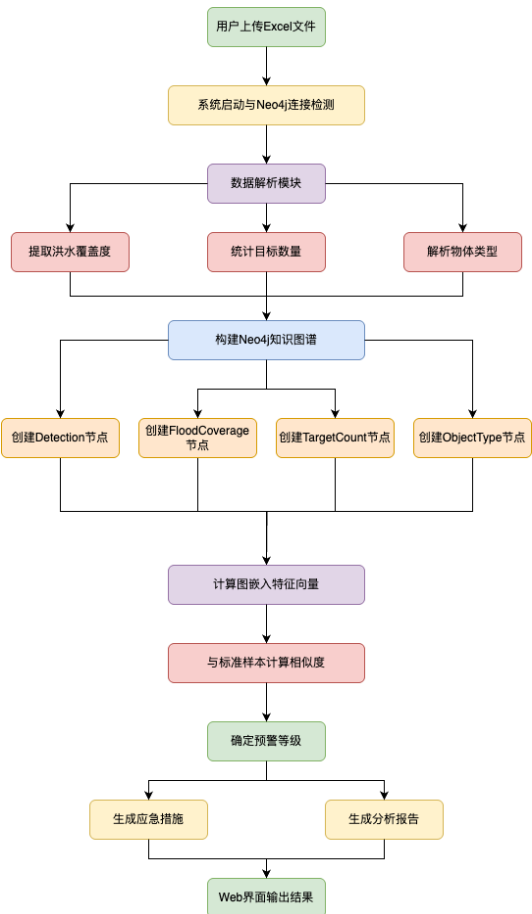 用户上传Excel文件
系统启动与Neo4j连接检测
数据解析模块
提取洪水覆盖度
统计目标数量
解析物体类型
构建Neo4j知识图谱
创建Detection节点
创建FloodCoverage
节点
创建TargetCount节点
创建ObjectType节点
计算图嵌入特征向量
与标准样本计算相似度
确定预警等级
生成应急措施
生成分析报告
Web界面输出结果